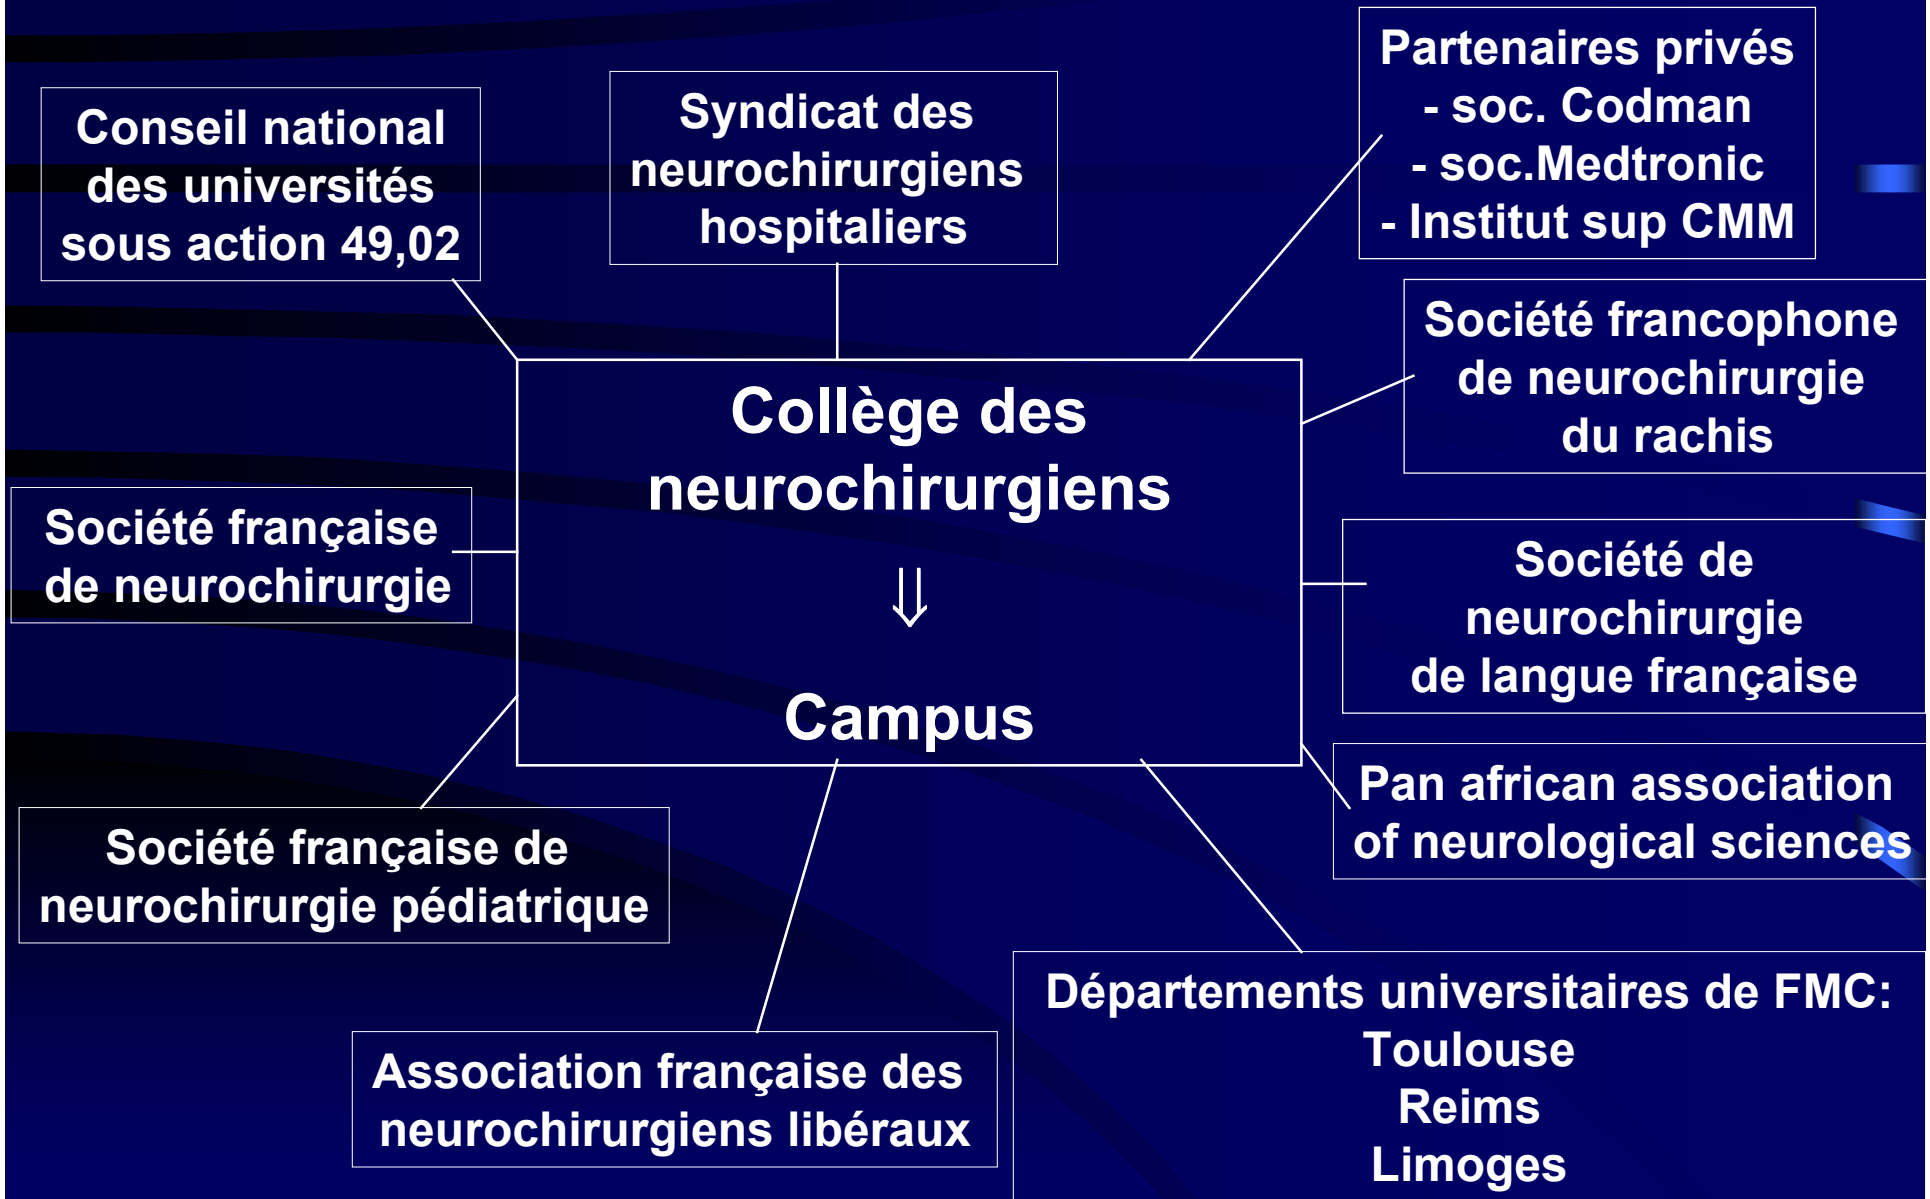 Conseil national
des universités
sous action 49,02
Syndicat des
neurochirurgiens
hospitaliers
Partenaires privés
- soc. Codman
- soc.Medtronic
- Institut sup CMM
Société francophone
de neurochirurgie
du rachis
Collège des
neurochirurgiens
⇓
Campus
Société française
de neurochirurgie
Société de
neurochirurgie
de langue française
Pan african association
of neurological sciences
Société française de
neurochirurgie pédiatrique
Association française des
neurochirurgiens libéraux
Départements universitaires de FMC:
Toulouse
Reims
Limoges